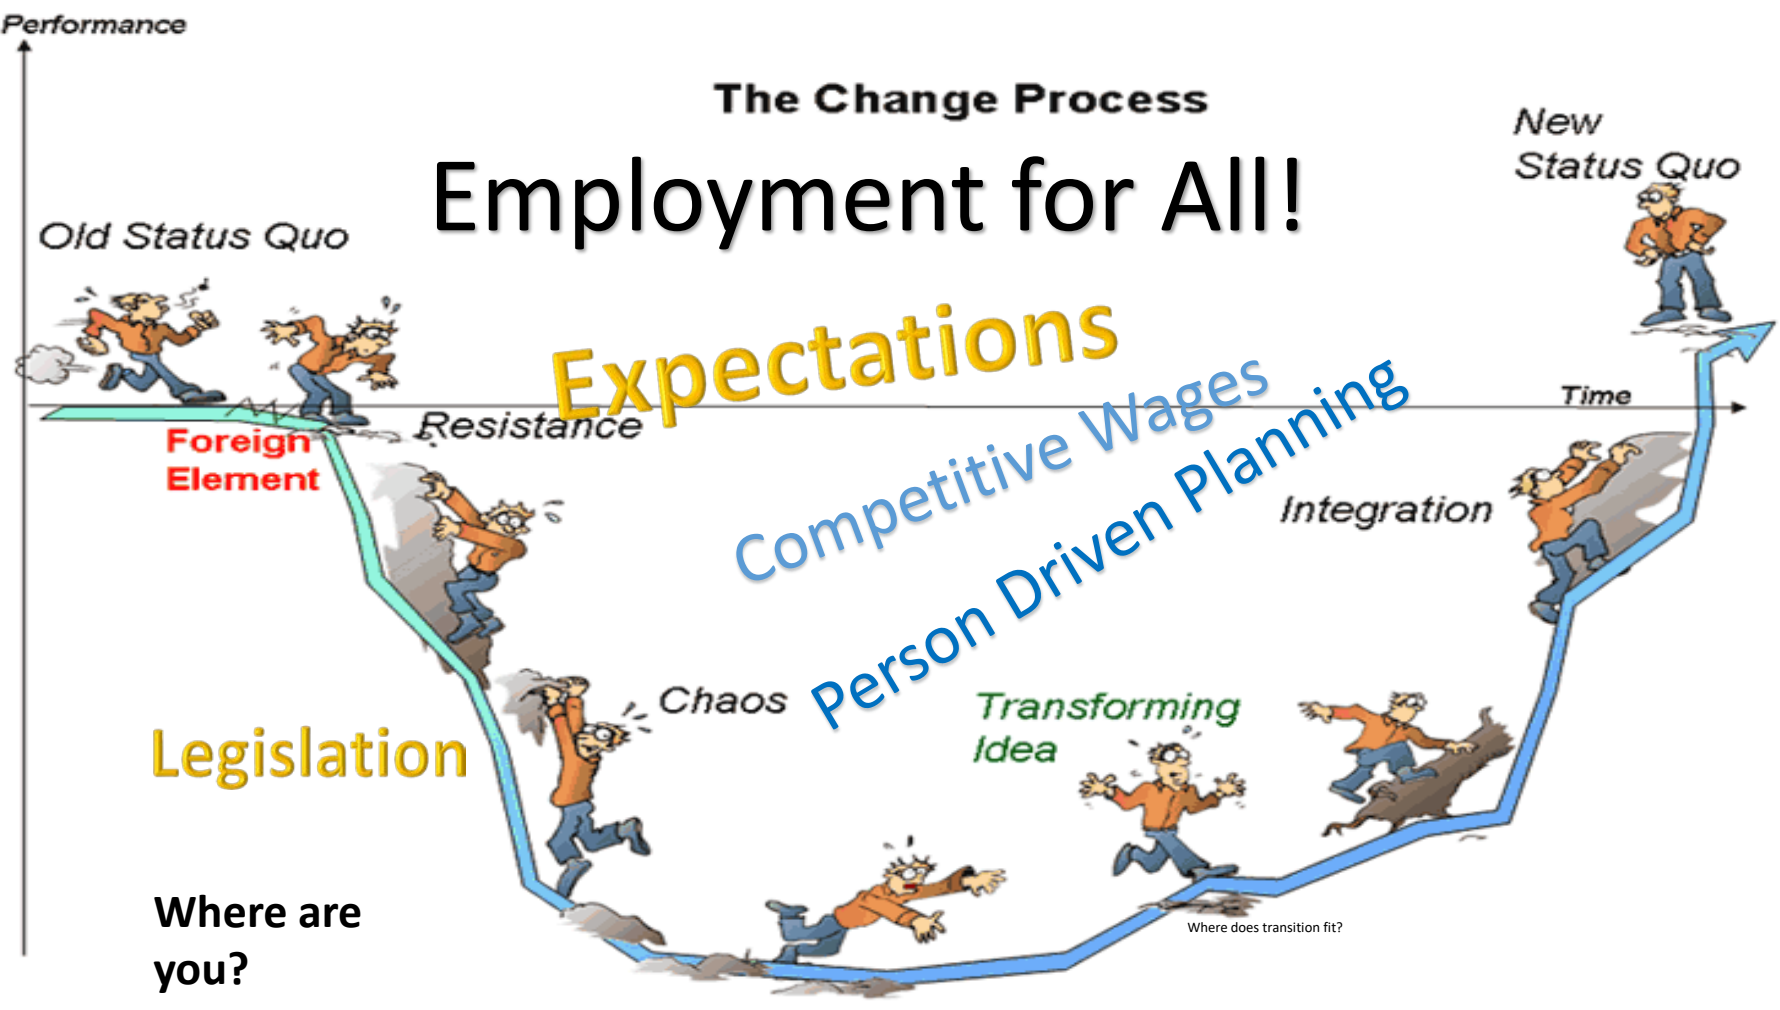 Performance
The Change Process
New
Status Quo
Employment for All!
Old Status Quo
Expectations
Competitive Wages
Person Driven Planning
Time
Resistance
Foreign
Element
Integration
Chaos
Transforming
Idea
Legislation
Where are
you?
Where does transition fit?